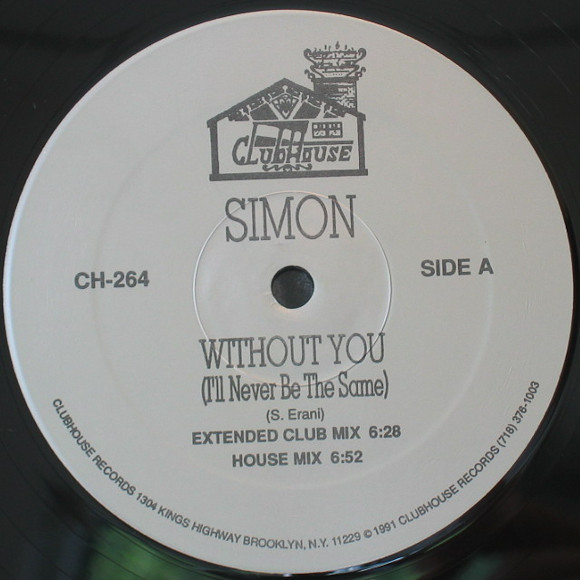 CLUBHOUSE
SIMON
CH-264
SIDE A
WITHOUT YOU
(I'll Never Be The Same)
(S. Erani)
EXTENDED CLUB MIX 6:28
HOUSE MIX 6:52
CLUBHOUSE RECORDS 1304 KINGS HIGHWAY BROOKLYN, N.Y. 11229 © 1991 CLUBHOUSE RECORDS (718) 376-1003